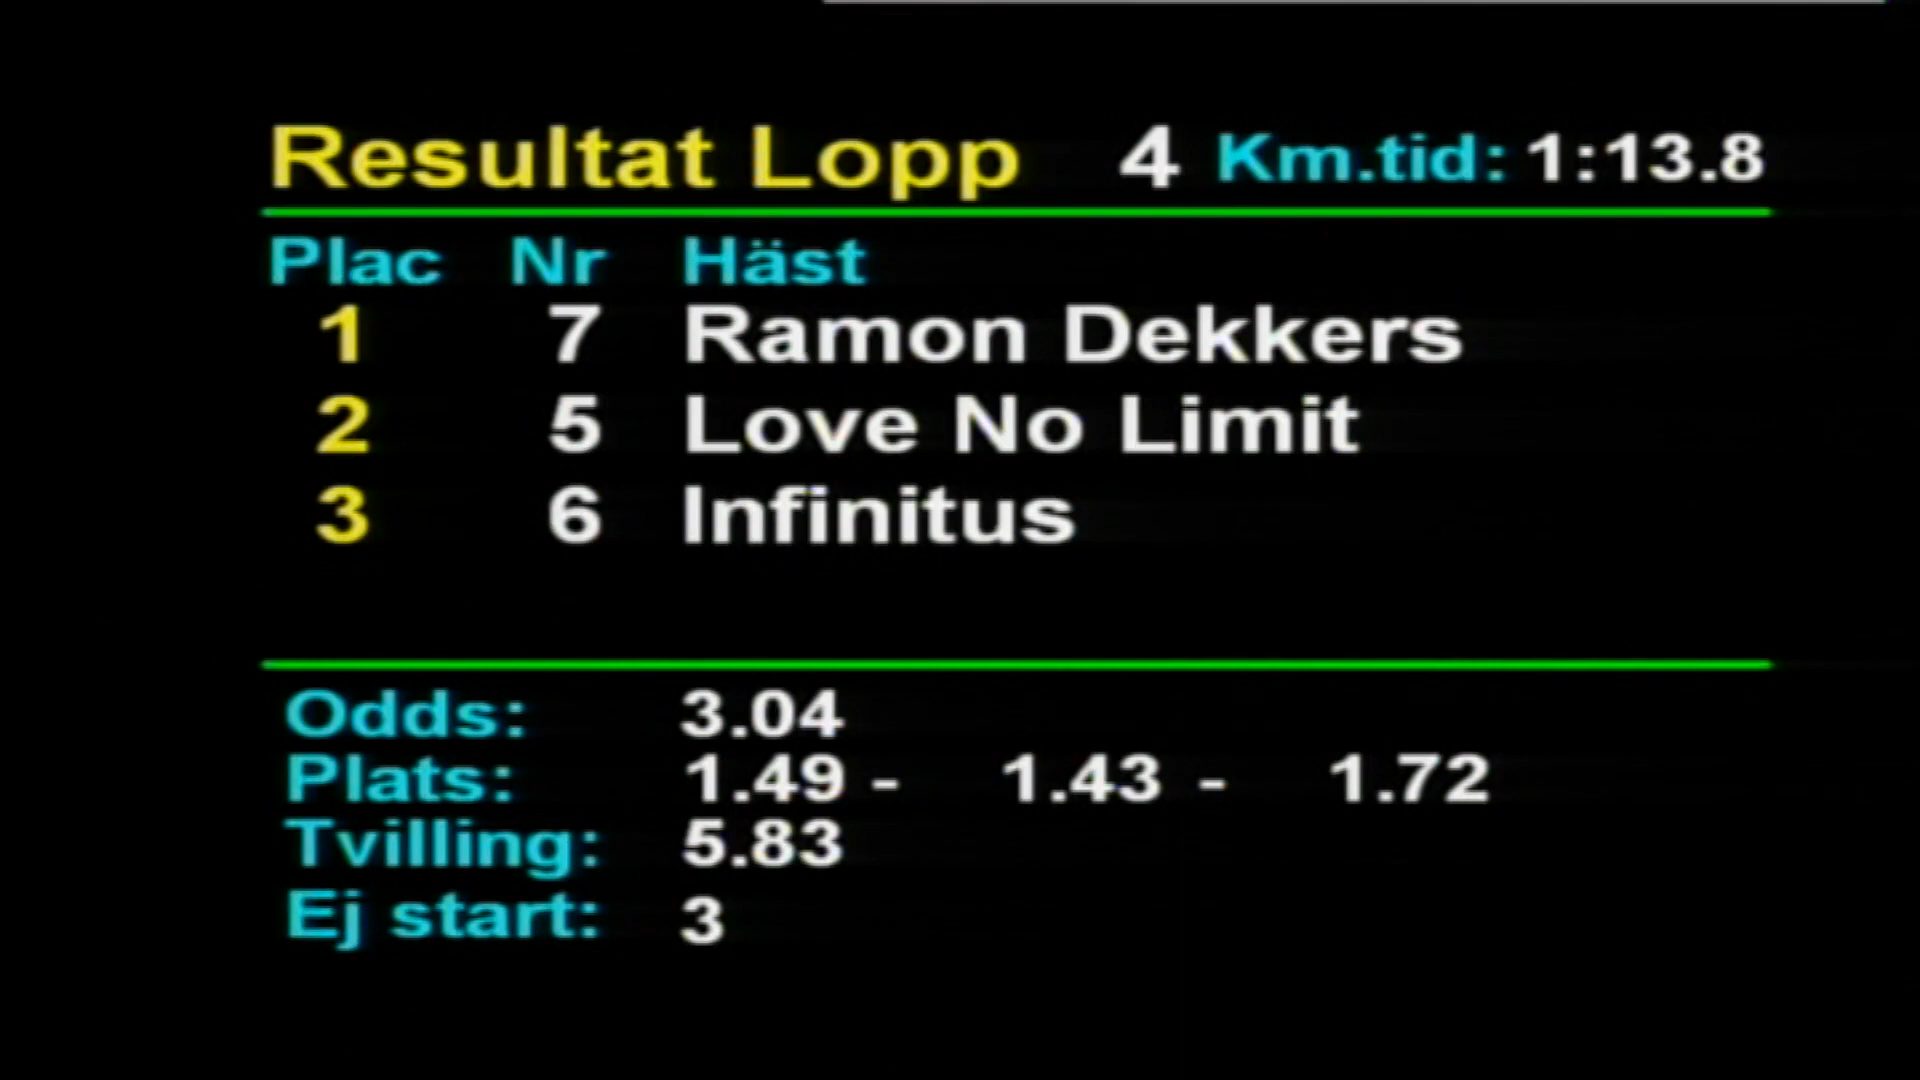 Resultat Lopp 4 Km.tid: 1:13.8
Plac Nr Häst
1 7 Ramon Dekkers
2 5 Love No Limit
3 6 Infinitus
Odds: 3.04
Plats: 1.49 - 1.43 - 1.72
Tvilling: 5.83
Ej start: 3